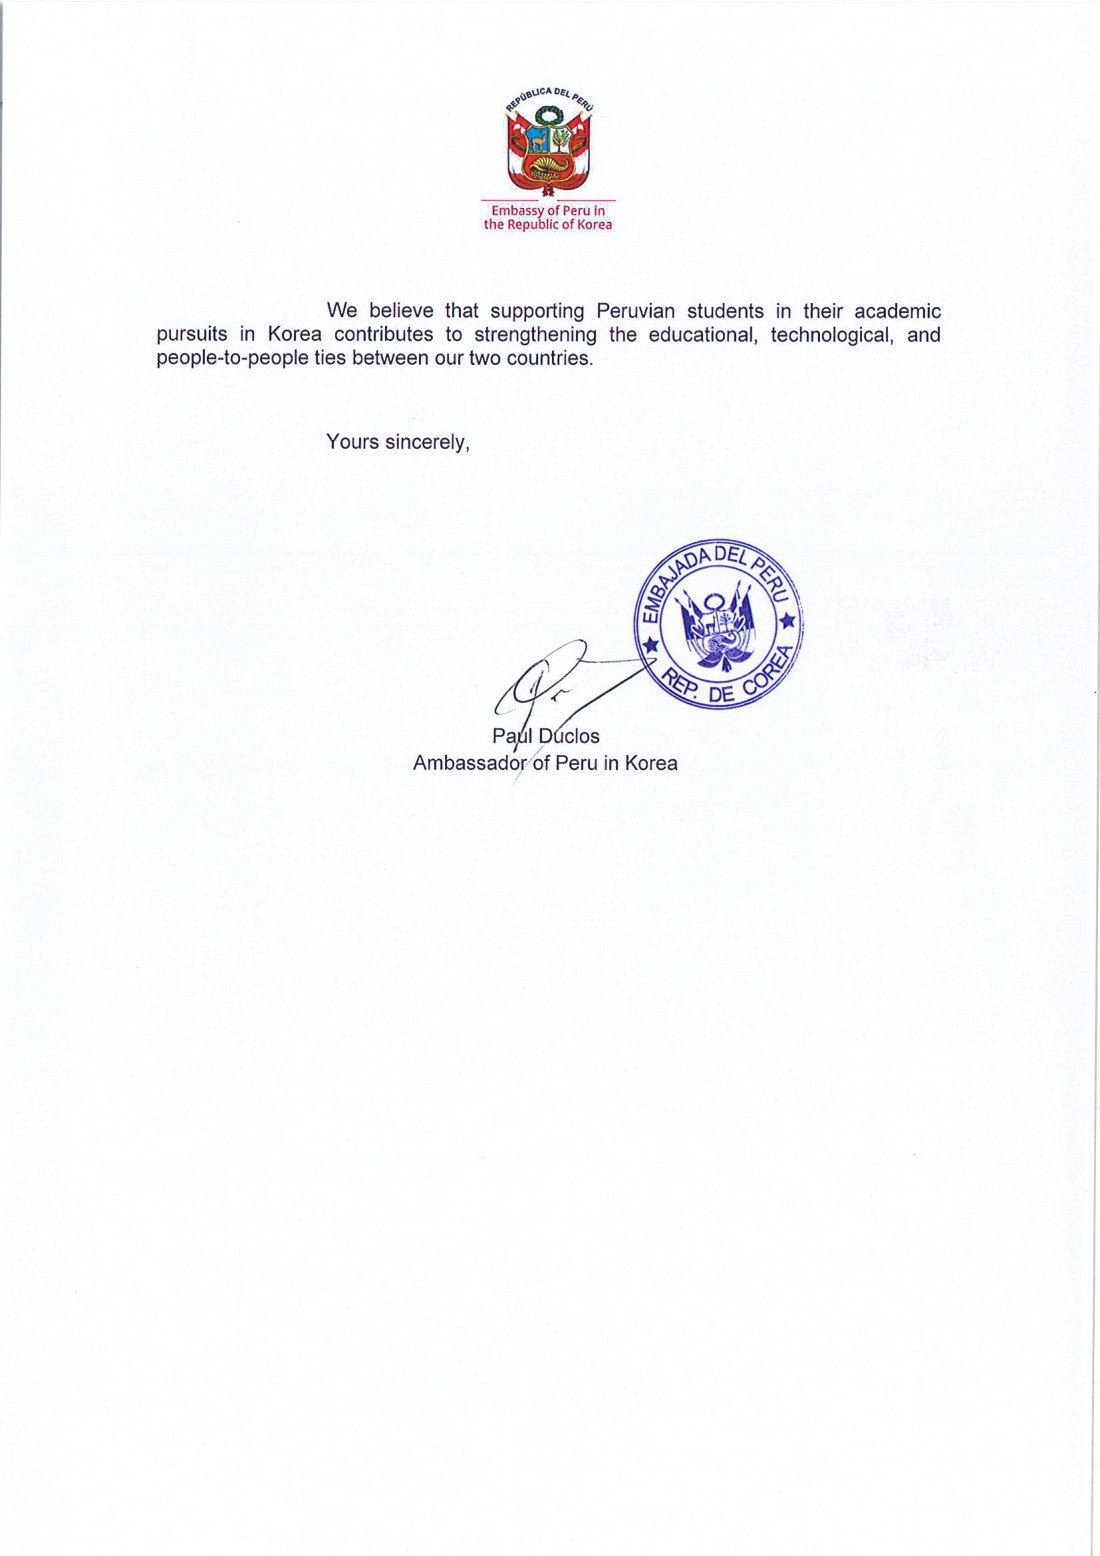 REPÚBLICA DEL PERÚ
Embassy of Peru in
the Republic of Korea
We believe that supporting Peruvian students in their academic
pursuits in Korea contributes to strengthening the educational, technological, and
people-to-people ties between our two countries.
Yours sincerely,
EMBAJADA DEL PERU
REP. DE COREA
Paul Duclos
Ambassador of Peru in Korea